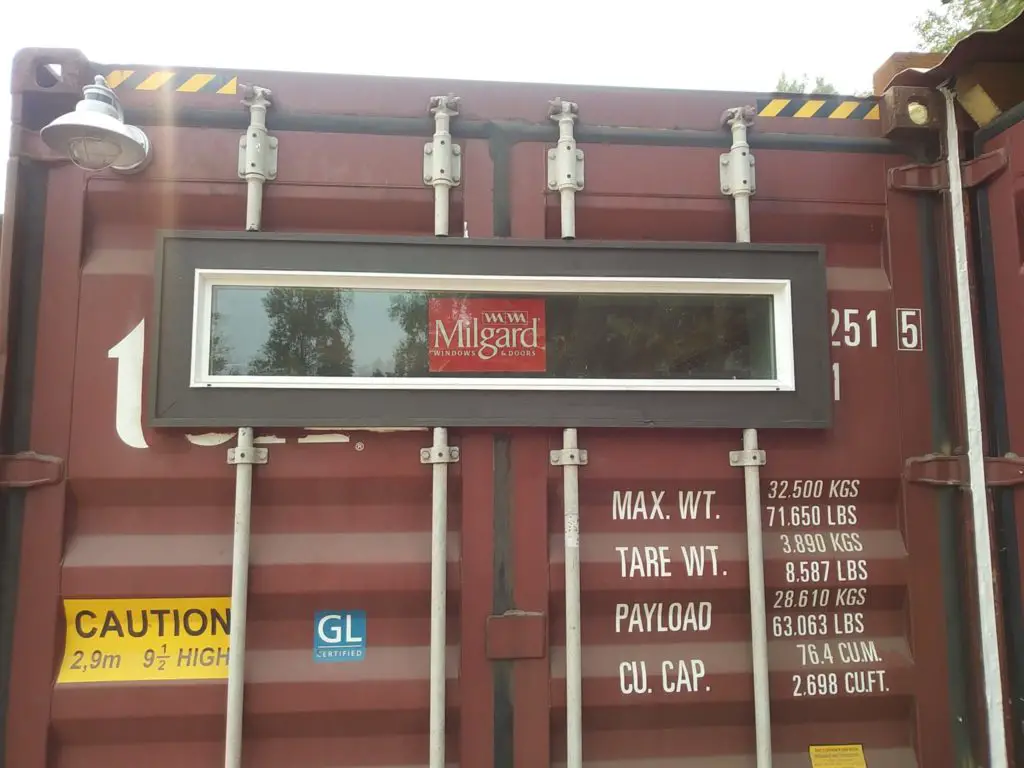 Milgard®
WINDOWS & DOORS
251 5
1
t
®
MAX. WT. 32.500 KGS
71.650 LBS
TARE WT. 3.890 KGS
8.587 LBS
PAYLOAD 28.610 KGS
63.063 LBS
CU. CAP. 76.4 CU.M.
2.698 CU.FT.
CAUTION
2,9m 9½ HIGH
GL
CERTIFIED